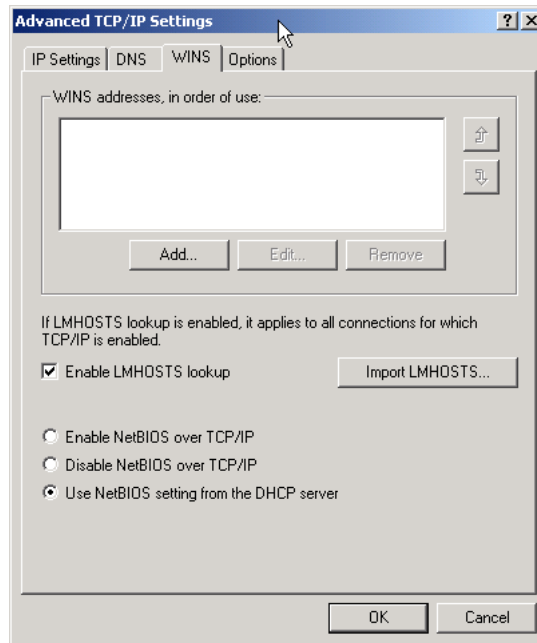 Advanced TCP/IP Settings
IP Settings DNS WINS Options
WINS addresses, in order of use:
Add... Edit... Remove
If LMHOSTS lookup is enabled, it applies to all connections for which
TCP/IP is enabled.
Enable LMHOSTS lookup Import LMHOSTS...
Enable NetBIOS over TCP/IP
Disable NetBIOS over TCP/IP
Use NetBIOS setting from the DHCP server
OK Cancel